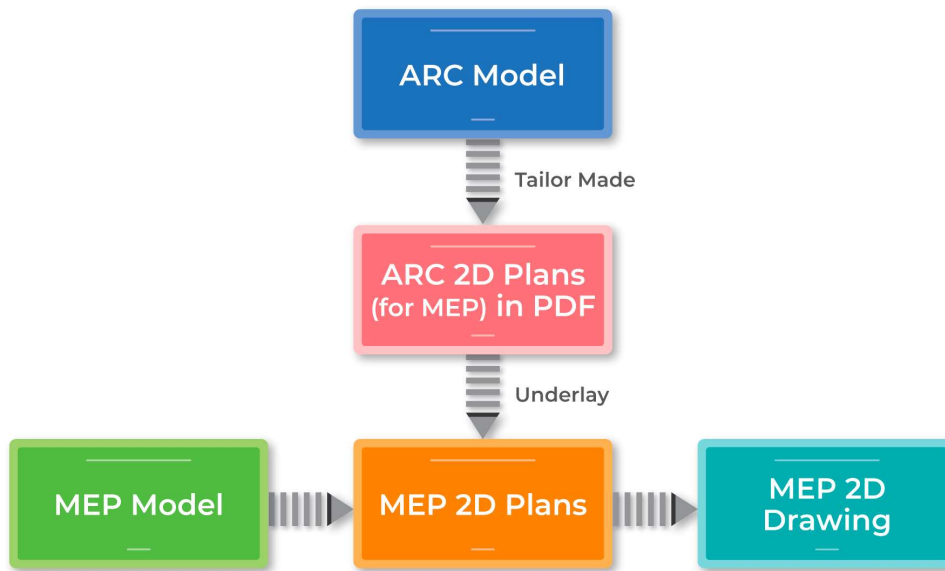 ARC Model
Tailor Made
ARC 2D Plans
(for MEP) in PDF
Underlay
MEP Model
MEP 2D Plans
MEP 2D
Drawing